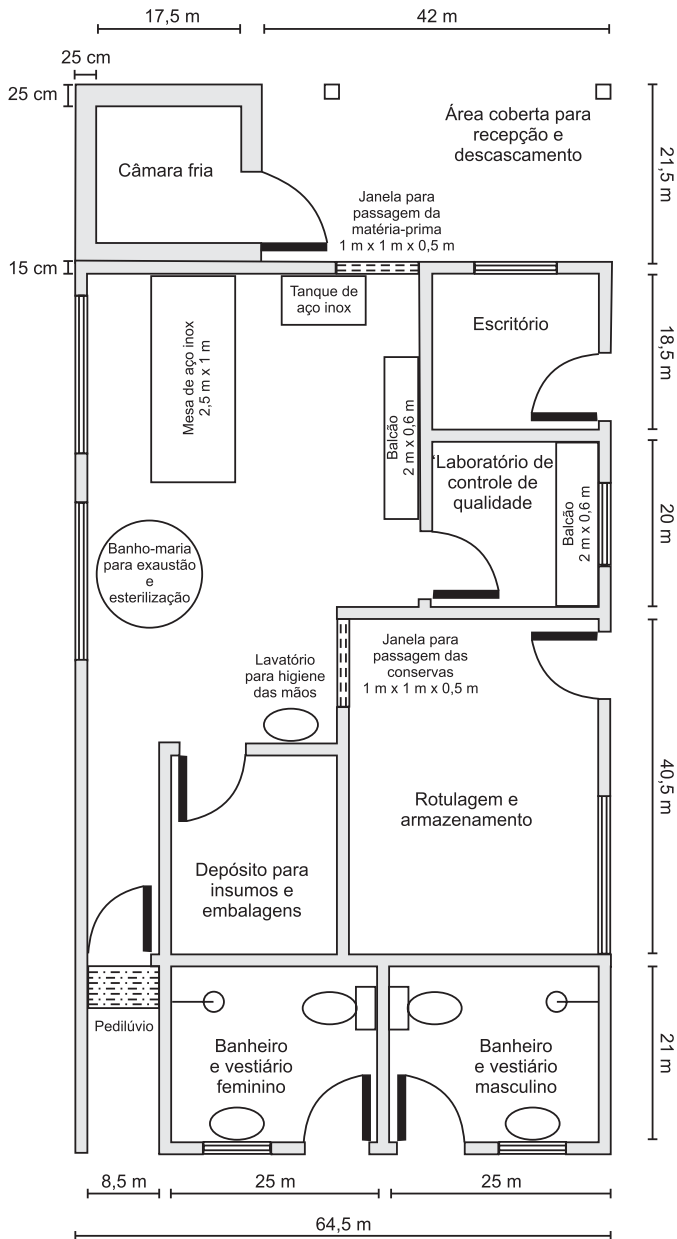 17,5 m
42 m
25 cm
25 cm
Área coberta para
recepção e
descascamento
21,5 m
Câmara fria
Janela para
passagem da
matéria-prima
1 m x 1 m x 0,5 m
15 cm
Tanque de
aço inox
Escritório
18,5 m
Mesa de aço inox
2,5 m x 1 m
Balcão
2 m x 0,6 m
‘Laboratório de
controle de
qualidade
Balcão
2 m x 0,6 m
20 m
Banho-maria
para exaustão
e
esterilização
Janela para
passagem das
conservas
1 m x 1 m x 0,5 m
Lavatório
para higiene
das mãos
Rotulagem e
armazenamento
40,5 m
Depósito para
insumos e
embalagens
Pedilúvio
Banheiro
e vestiário
feminino
Banheiro
e vestiário
masculino
21 m
8,5 m
25 m
25 m
64,5 m